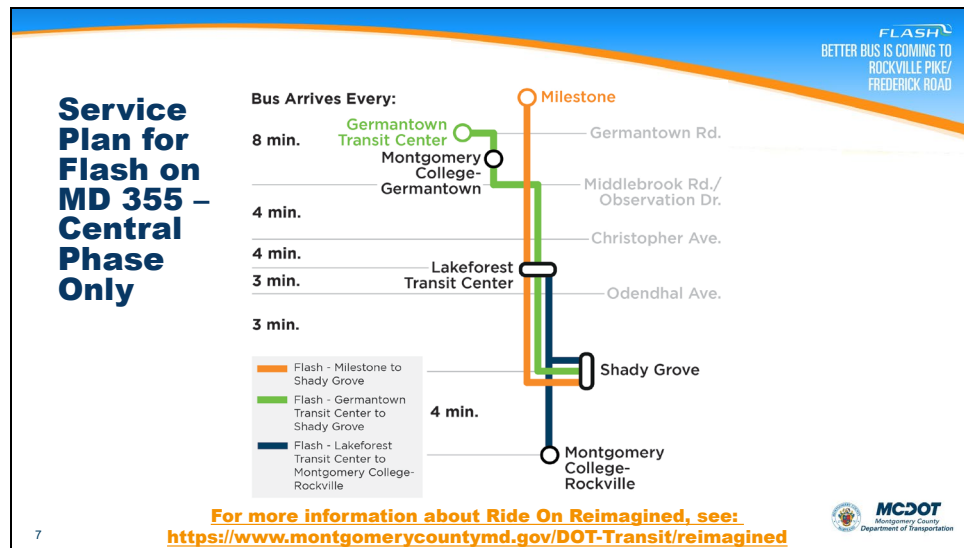 FLASH
BETTER BUS IS COMING TO
ROCKVILLE PIKE/
FREDERICK ROAD
Service
Plan for
Flash on
MD 355 –
Central
Phase
Only
Bus Arrives Every:
8 min.
4 min.
4 min.
3 min.
3 min.
4 min.
Milestone
Germantown
Transit Center
Montgomery
College-
Germantown
Germantown Rd.
Middlebrook Rd./
Observation Dr.
Christopher Ave.
Lakeforest
Transit Center
Odendhal Ave.
Shady Grove
Montgomery
College-
Rockville
Flash - Milestone to
Shady Grove
Flash - Germantown
Transit Center to
Shady Grove
Flash - Lakeforest
Transit Center to
Montgomery College-
Rockville
For more information about Ride On Reimagined, see:
https://www.montgomerycountymd.gov/DOT-Transit/reimagined
7
MCDOT
Montgomery County
Department of Transportation